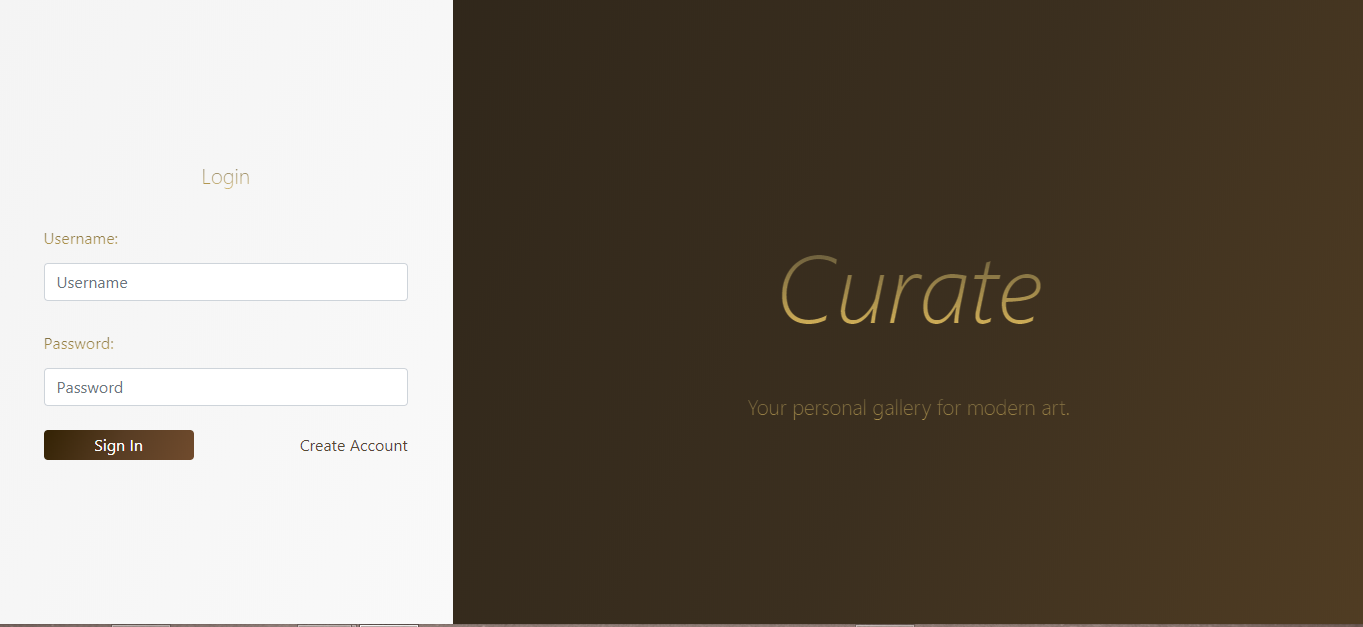 Login
Username:
Username
Password:
Password
Sign In
Create Account
Curate
Your personal gallery for modern art.